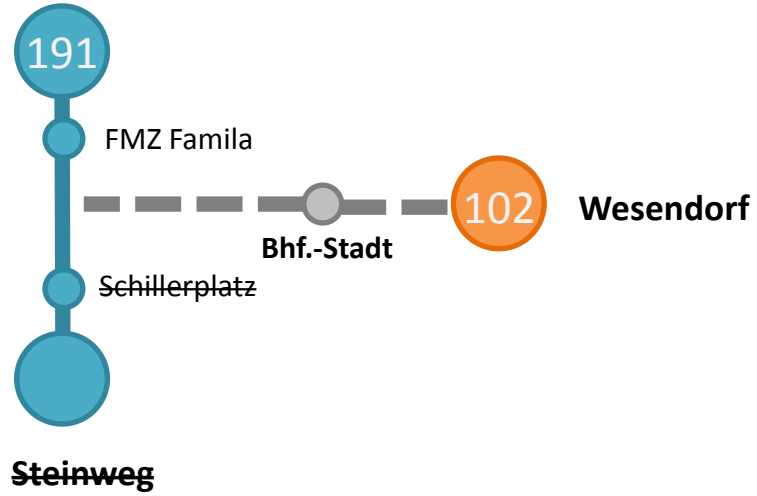 191
FMZ Famila
102
Wesendorf
Bhf.-Stadt
Schillerplatz
Steinweg